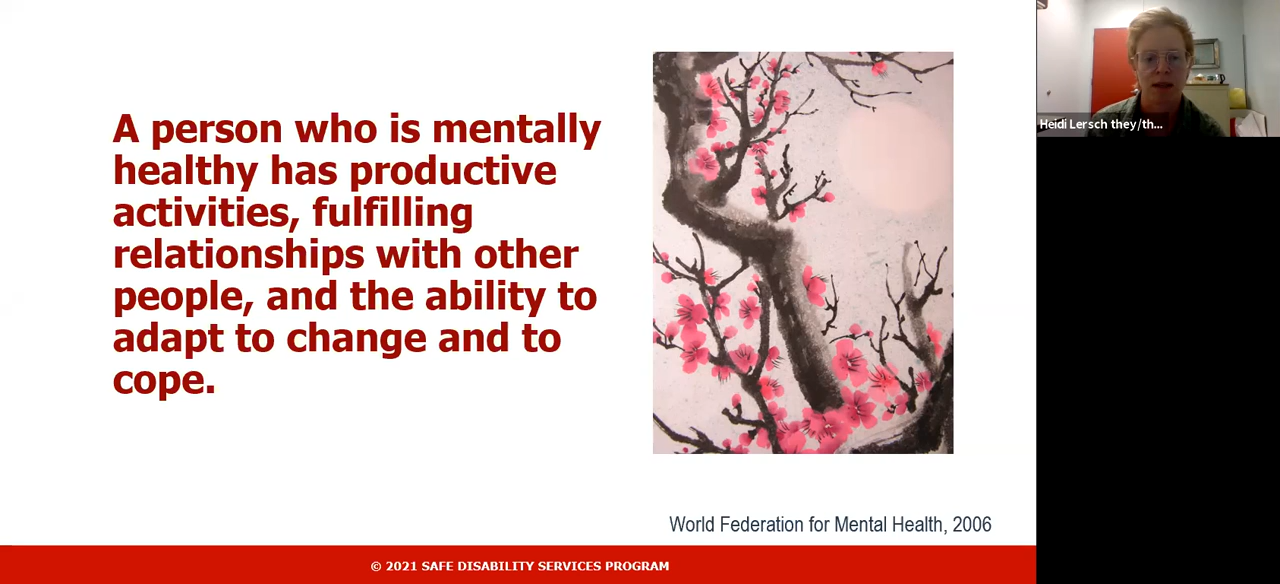 A person who is mentally
healthy has productive
activities, fulfilling
relationships with other
people, and the ability to
adapt to change and to
cope.
World Federation for Mental Health, 2006
© 2021 SAFE DISABILITY SERVICES PROGRAM
Heidi Lersch they/th...